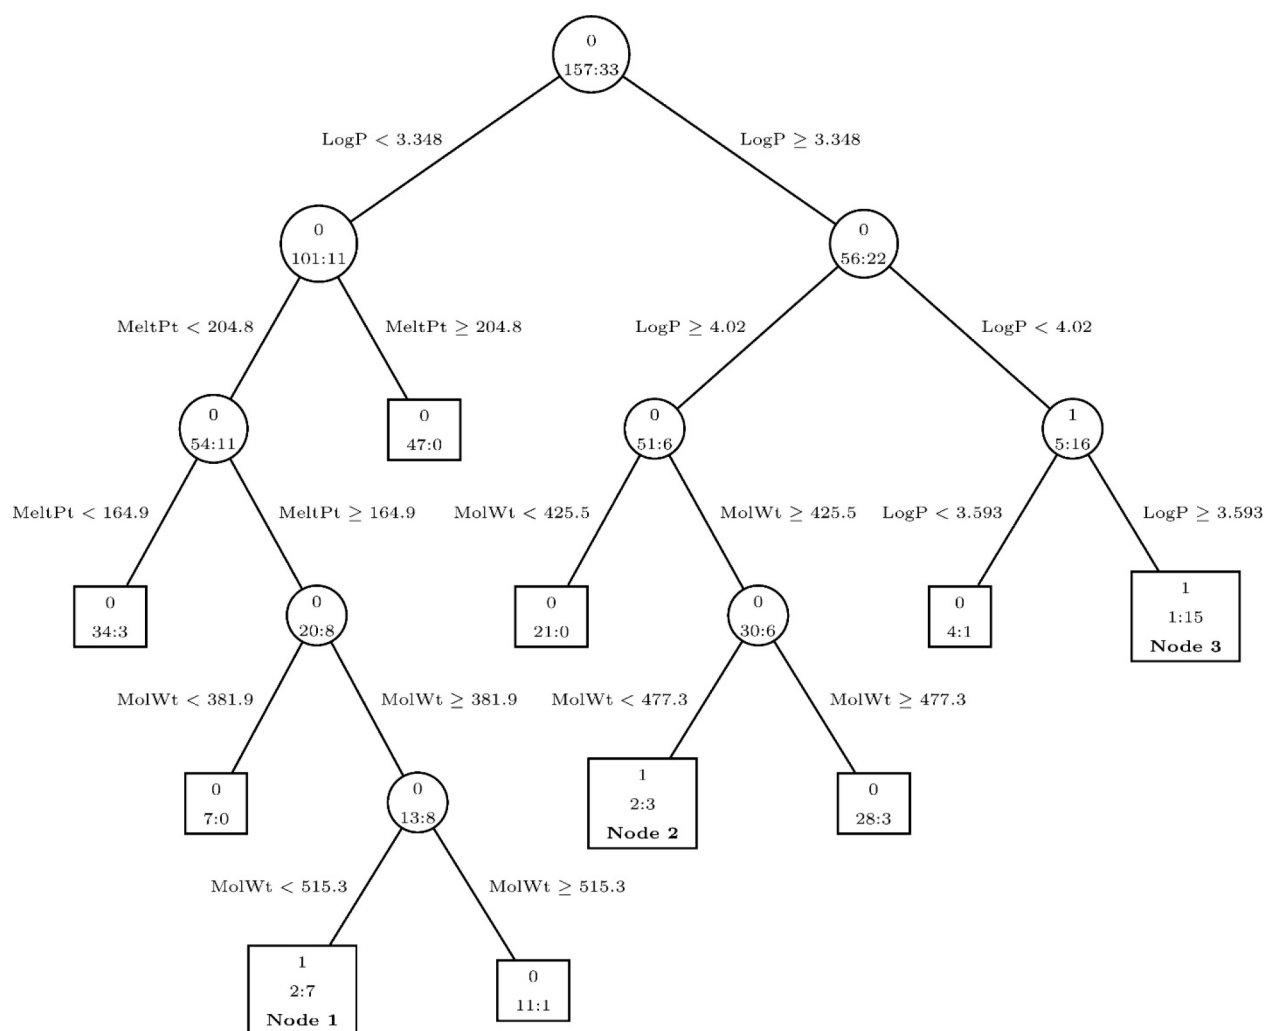 0
157:33
LogP < 3.348
LogP ≥ 3.348
0
101:11
0
56:22
MeltPt < 204.8
MeltPt ≥ 204.8
LogP ≥ 4.02
LogP < 4.02
0
54:11
0
47:0
0
51:6
1
5:16
MeltPt < 164.9
MeltPt ≥ 164.9
MolWt < 425.5
MolWt ≥ 425.5
LogP < 3.593
LogP ≥ 3.593
0
34:3
0
20:8
0
21:0
0
30:6
0
4:1
1
1:15
Node 3
MolWt < 381.9
MolWt ≥ 381.9
MolWt < 477.3
MolWt ≥ 477.3
0
7:0
0
13:8
1
2:3
Node 2
0
28:3
MolWt < 515.3
MolWt ≥ 515.3
1
2:7
Node 1
0
11:1